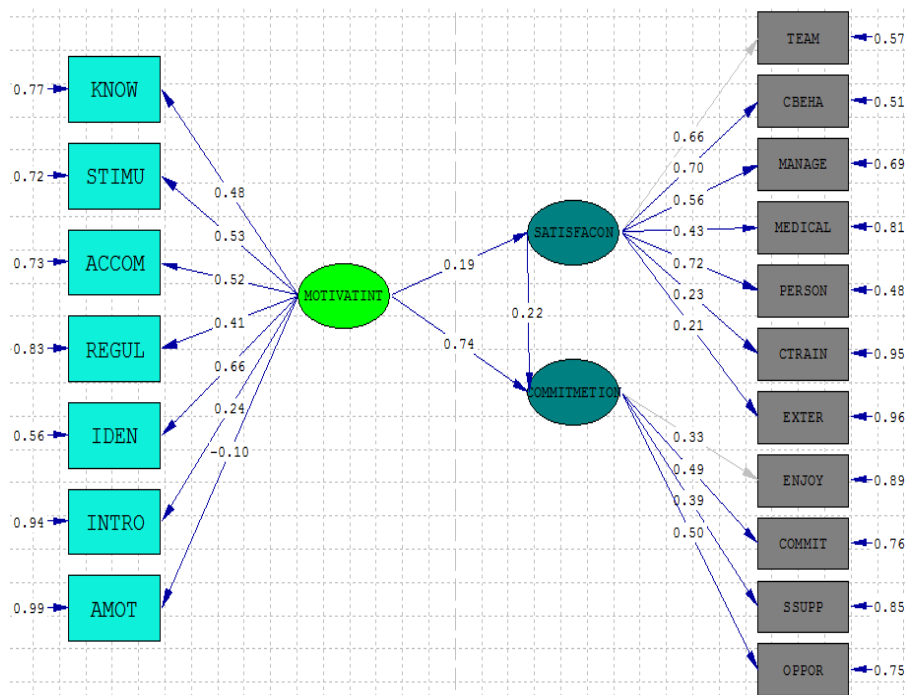 0.77
KNOW
0.72
STIMU
0.73
ACCOM
0.83
REGUL
0.56
IDEN
0.94
INTRO
0.99
AMOT
0.48
0.53
0.52
0.41
0.66
0.24
-0.10
MOTIVATINT
0.19
0.74
SATISFACON
0.22
COMMITMETION
0.66
0.70
0.56
0.43
0.72
0.23
0.21
0.33
0.49
0.39
0.50
TEAM
0.57
CBEHA
0.51
MANAGE
0.69
MEDICAL
0.81
PERSON
0.48
CTRAIN
0.95
EXTER
0.96
ENJOY
0.89
COMMIT
0.76
SSUPP
0.85
OPPOR
0.75